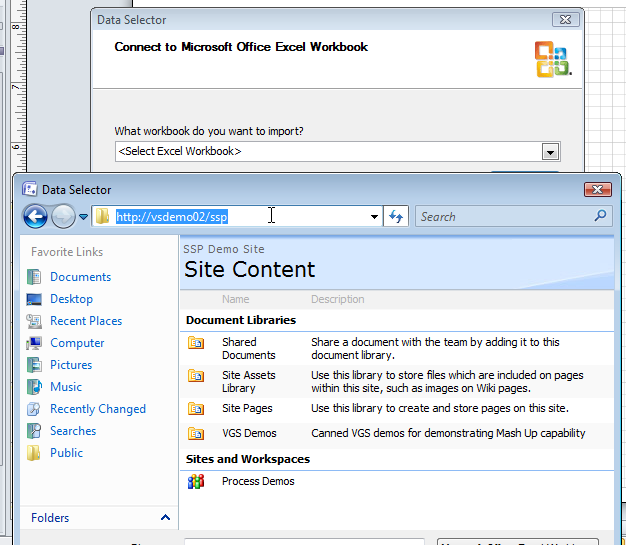 Data Selector
Connect to Microsoft Office Excel Workbook
What workbook do you want to import?
<Select Excel Workbook>
Data Selector
http://vsdemo02/ssp
Search
Favorite Links
Documents
Desktop
Recent Places
Computer
Pictures
Music
Recently Changed
Searches
Public
Folders
SSP Demo Site
Site Content
Name Description
Document Libraries
Shared Documents Share a document with the team by adding it to this document library.
Site Assets Library Use this library to store files which are included on pages within this site, such as images on Wiki pages.
Site Pages Use this library to create and store pages on this site.
VGS Demos Canned VGS demos for demonstrating Mash Up capability
Sites and Workspaces
Process Demos